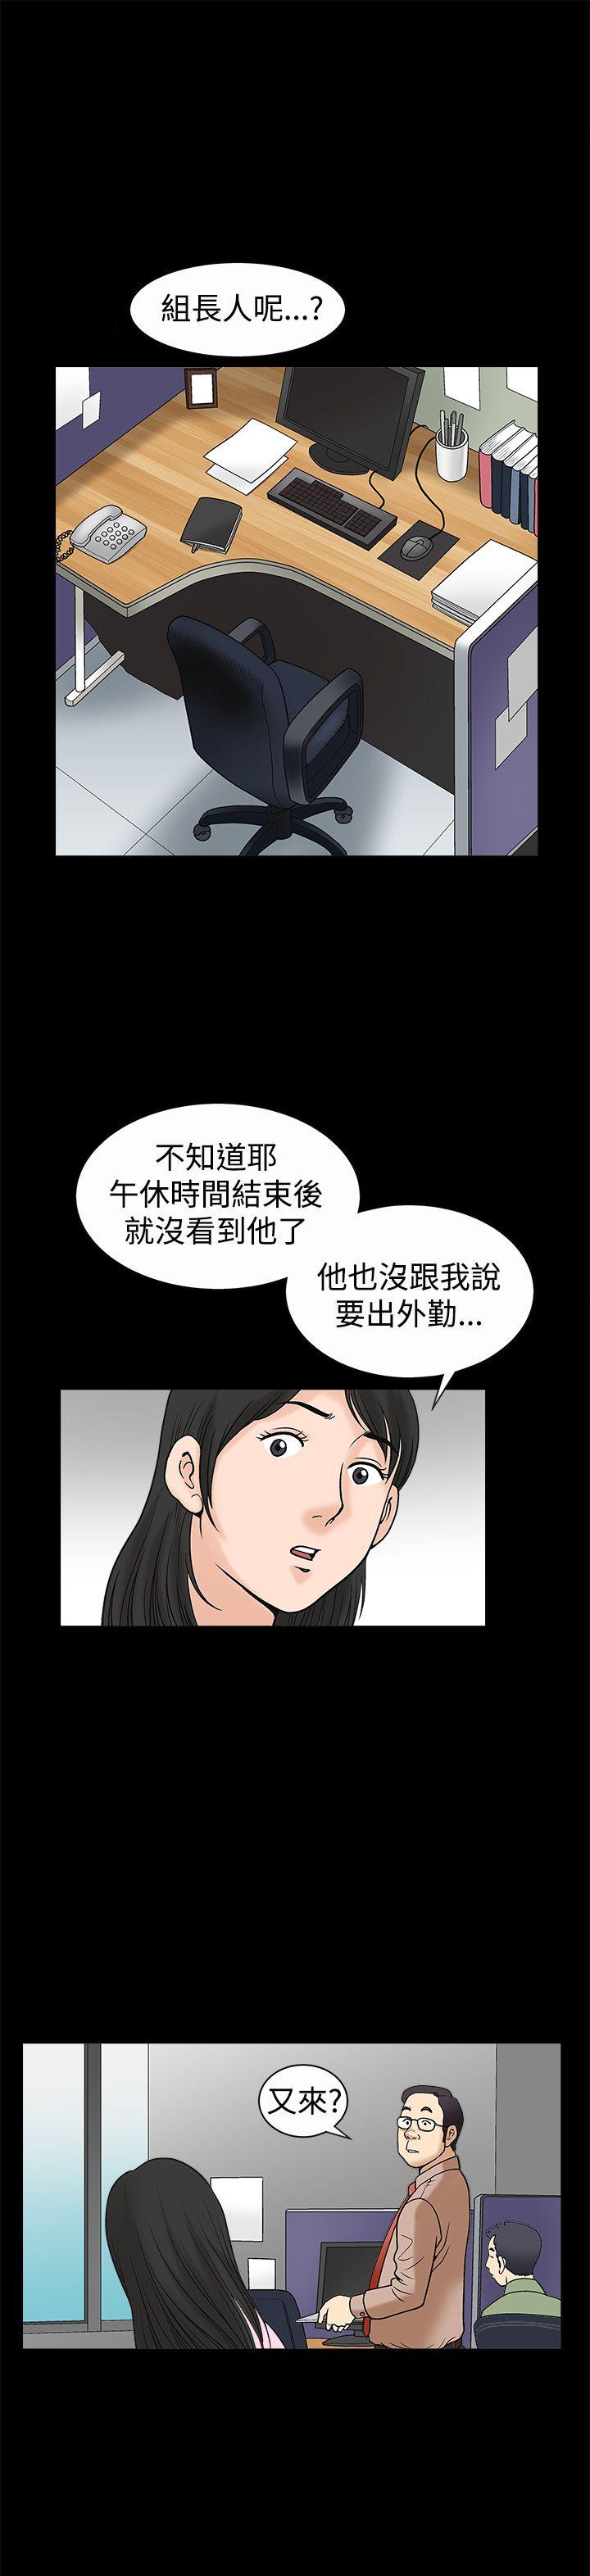 組長人呢...?
不知道耶
午休時間結束後
就沒看到他了
他也沒跟我說
要出外勤...
又來?